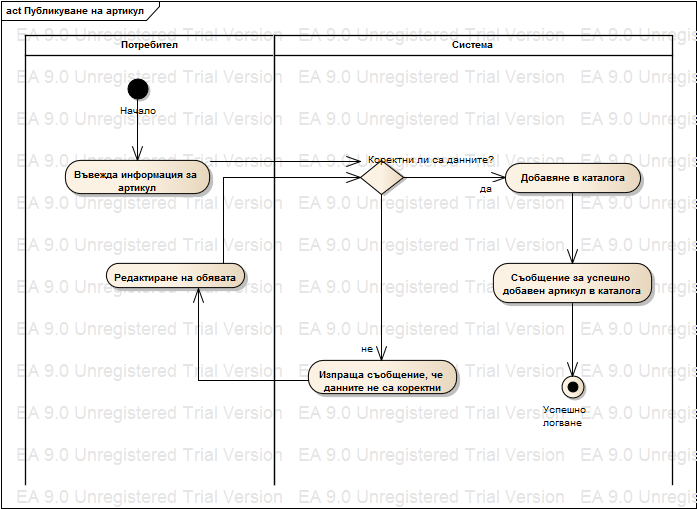 act Публикуване на артикул
Потребител
Система
Начало
Въвежда информация за
артикул
Коректни ли са данните?
да
Добавяне в каталога
Редактиране на обявата
Съобщение за успешно
добавен артикул в каталога
не
Изпраща съобщение, че
данните не са коректни
Успешно
логване
EA 9.0 Unregistered Trial Version